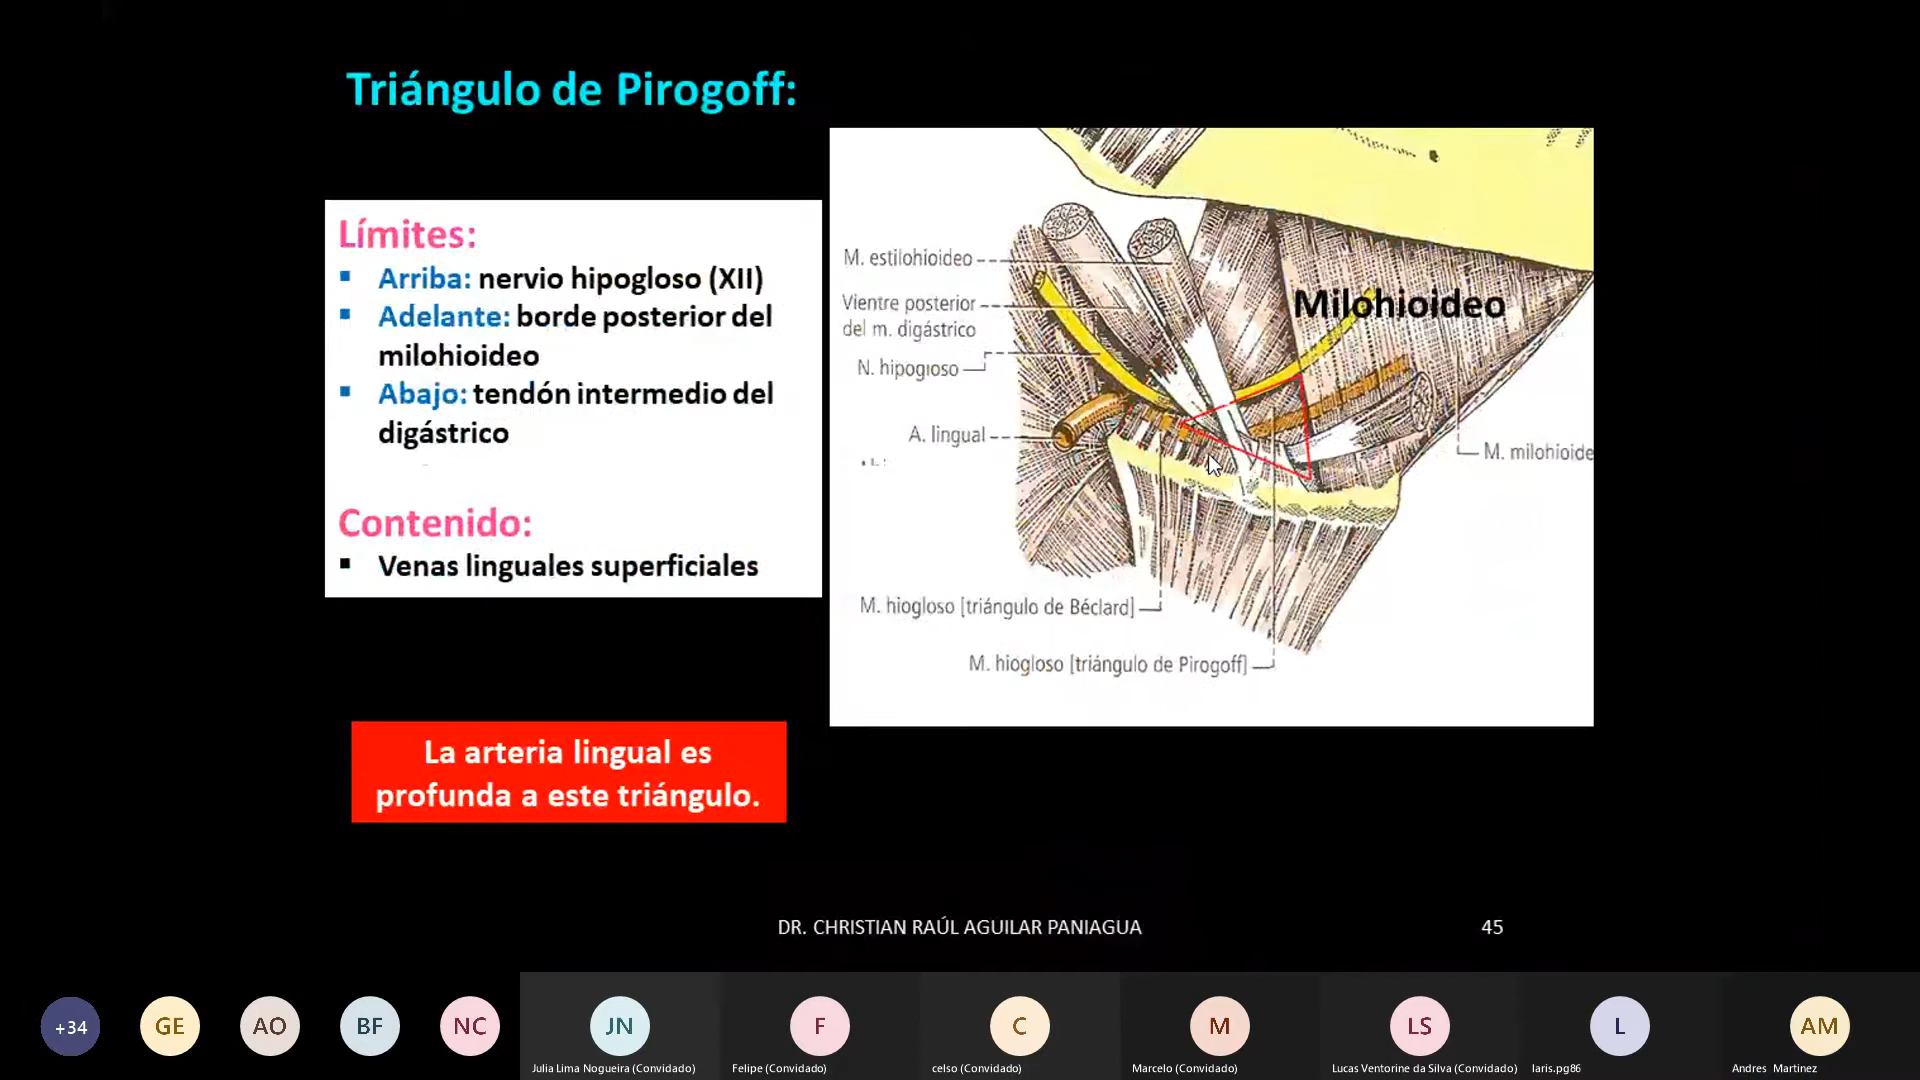 Triángulo de Pirogoff:
Límites:
▪ Arriba: nervio hipogloso (XII)
▪ Adelante: borde posterior del
milohioideo
▪ Abajo: tendón intermedio del
digástrico
Contenido:
▪ Venas linguales superficiales
La arteria lingual es
profunda a este triángulo.
M. estilohioideo
Vientre posterior
del m. digástrico
N. hipogloso
A. lingual
Milohioideo
M. milohioide
M. hiogloso [triángulo de Béclard]
M. hiogloso [triángulo de Pirogoff]
DR. CHRISTIAN RAÚL AGUILAR PANIAGUA
45
+34
GE
AO
BF
NC
JN
F
C
M
LS
L
AM
Julia Lima Nogueira (Convidado)
Felipe (Convidado)
celso (Convidado)
Marcelo (Convidado)
Lucas Ventorine da Silva (Convidado)
laris.pg86
Andres Martinez